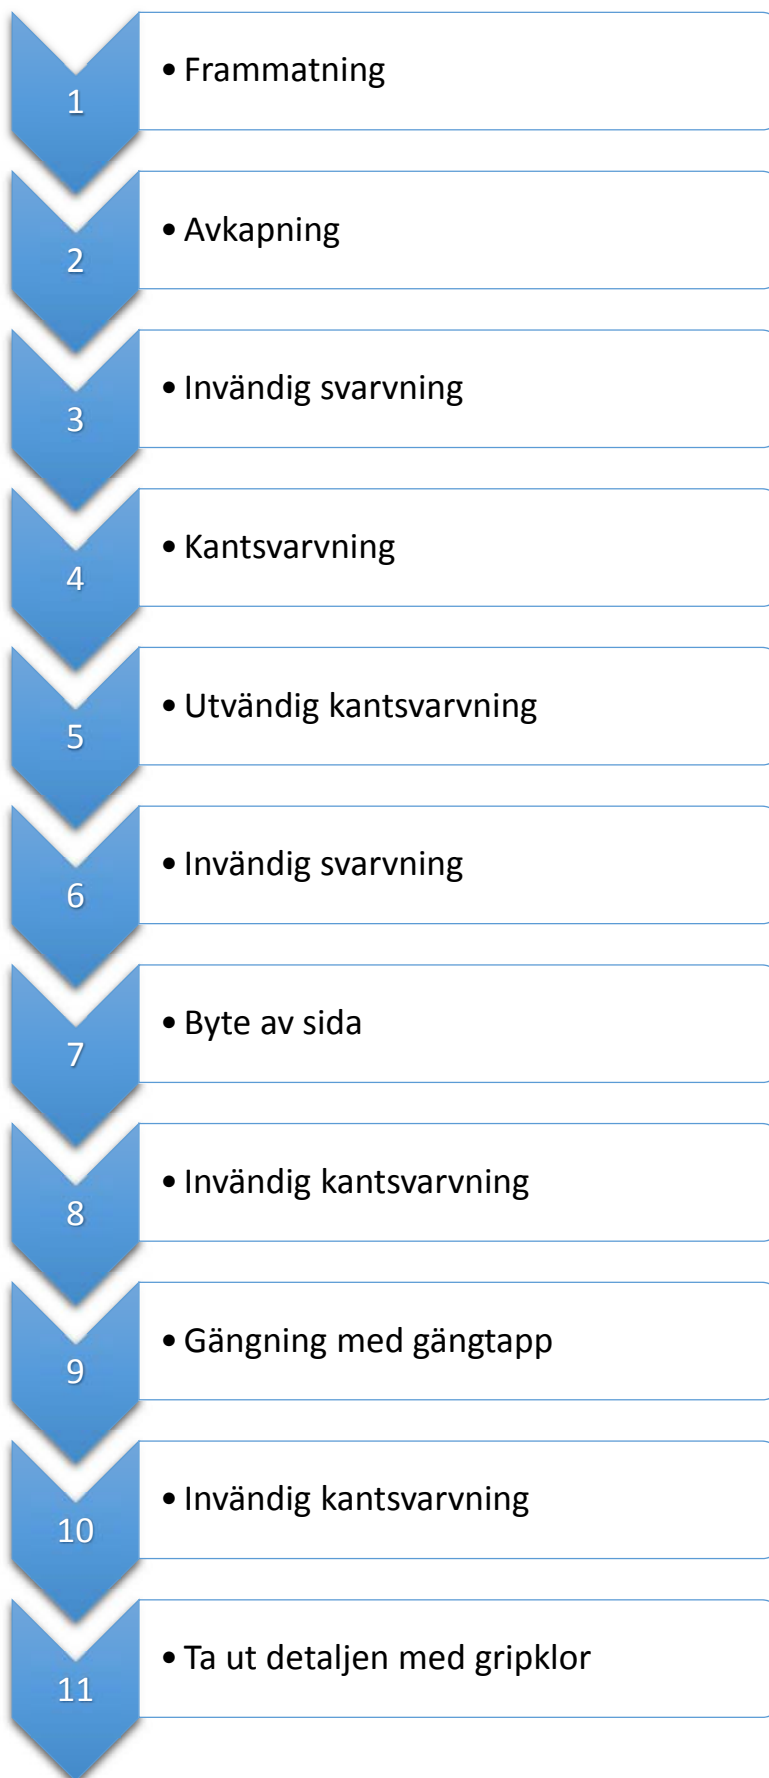 1
• Frammatning
2
• Avkapning
3
• Invändig svarvning
4
• Kantsvarvning
5
• Utvändig kantsvarvning
6
• Invändig svarvning
7
• Byte av sida
8
• Invändig kantsvarvning
9
• Gängning med gängtapp
10
• Invändig kantsvarvning
11
• Ta ut detaljen med gripklor